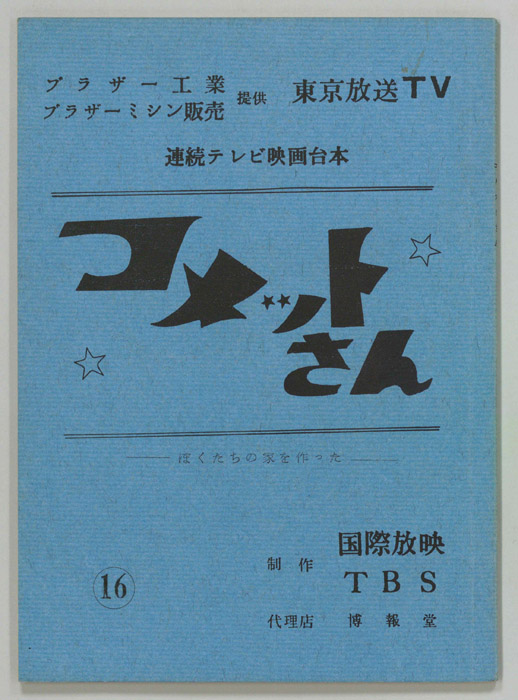 ブラザー工業
ブラザーミシン販売
提供
東京放送TV
連続テレビ映画台本
コメットさん
ぼくたちの家を作った
16
制作
国際放映
TBS
代理店 博報堂